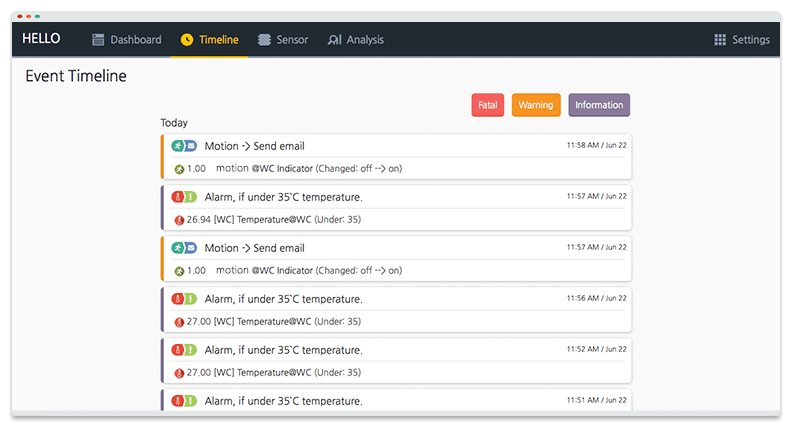 HELLO Dashboard Timeline Sensor Analysis Settings
Event Timeline
Fatal Warning Information
Today
Motion -> Send email 11:58 AM / Jun 22
1.00 motion @WC Indicator (Changed: off --> on)
Alarm, if under 35`C temperature. 11:57 AM / Jun 22
26.94 [WC] Temperature@WC (Under: 35)
Motion -> Send email 11:57 AM / Jun 22
1.00 motion @WC Indicator (Changed: off --> on)
Alarm, if under 35`C temperature. 11:56 AM / Jun 22
27.00 [WC] Temperature@WC (Under: 35)
Alarm, if under 35`C temperature. 11:52 AM / Jun 22
27.00 [WC] Temperature@WC (Under: 35)
Alarm, if under 35`C temperature. 11:51 AM / Jun 22